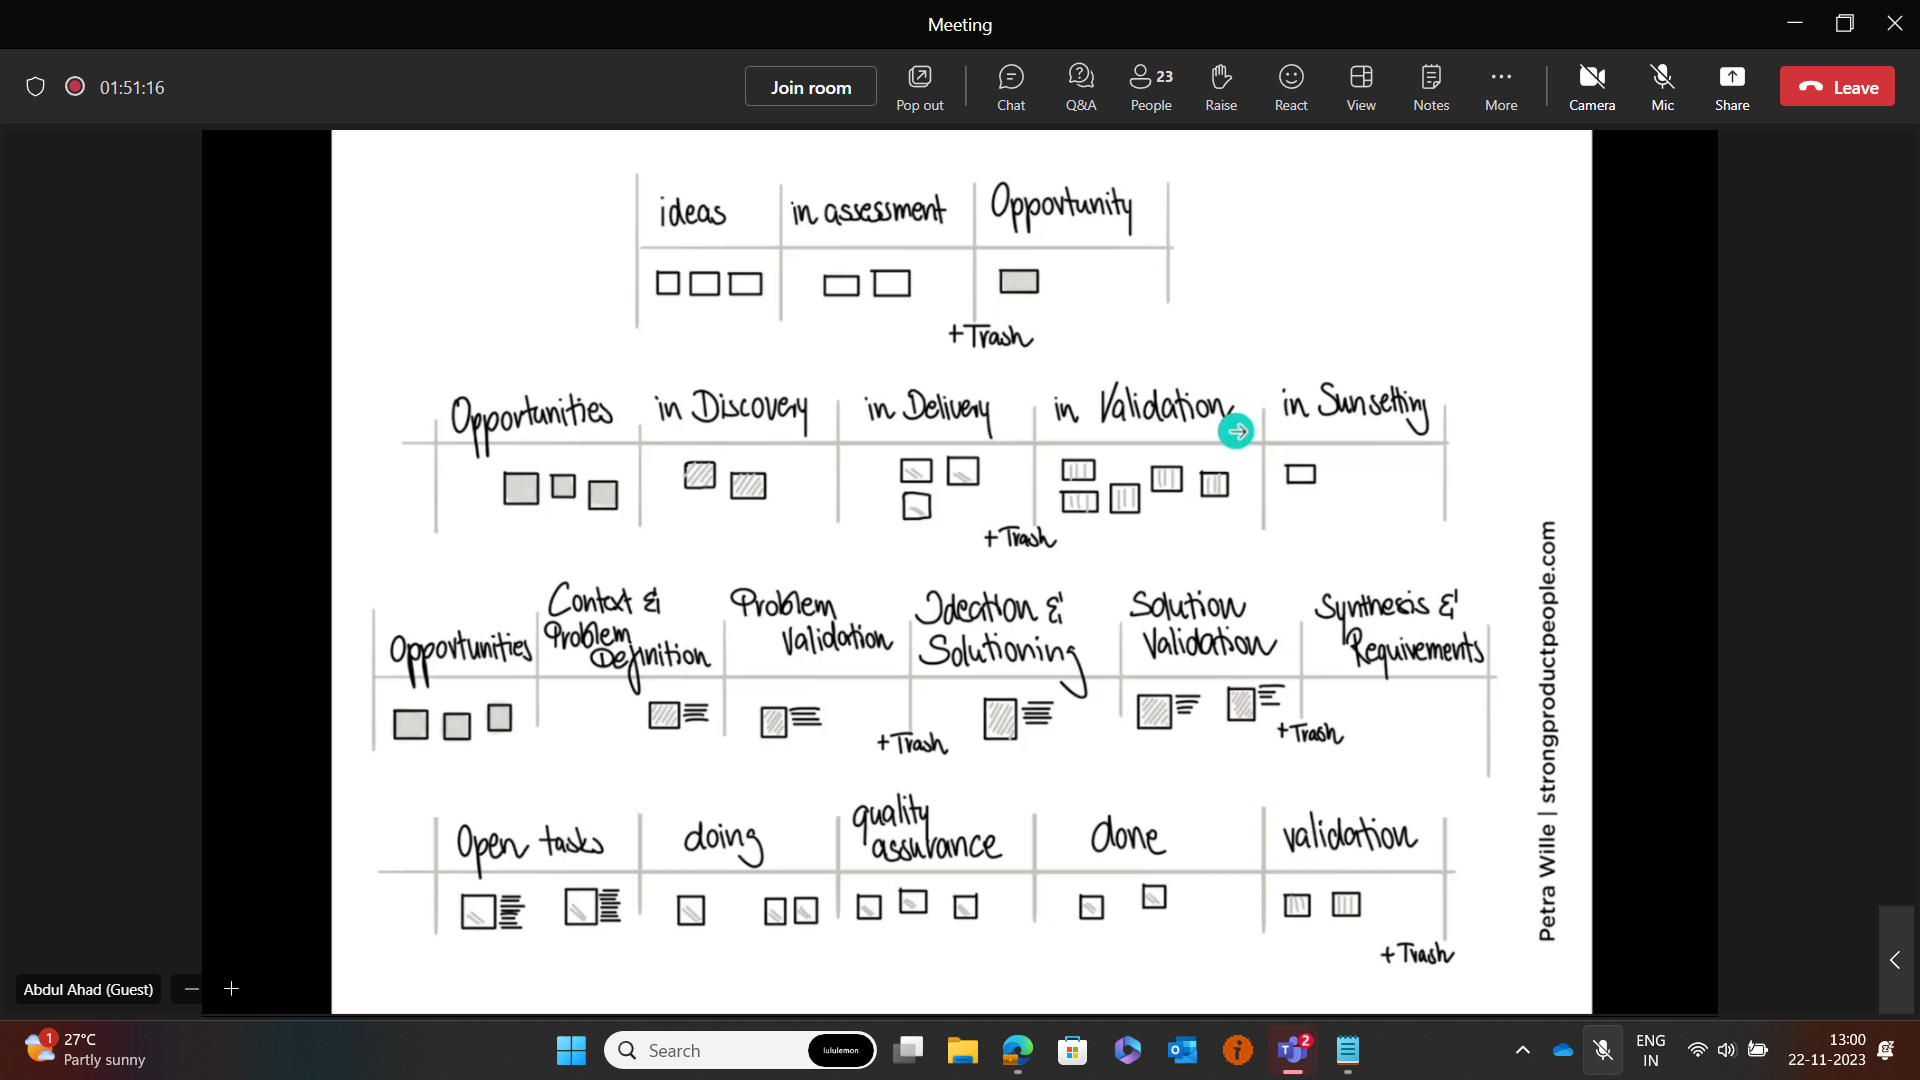 Meeting
01:51:16
Join room
Pop out
Chat
Q&A
People 23
Raise
React
View
Notes
More
Camera
Mic
Share
Leave
ideas
in assessment
Opportunity
+Trash
Opportunities
in Discovery
in Delivery
in Validation
in Sunsetting
+Trash
Opportunities
Context &
Problem
Definition
Problem
Validation
Ideation &
Solutioning
Solution
Validation
Synthesis &
Requirements
+Trash
+Trash
Open tasks
doing
quality
assurance
done
validation
+Trash
Petra Wille | strongproductpeople.com
Abdul Ahad (Guest)
1
27°C
Partly sunny
Search
lululemon
2
ENG
IN
13:00
22-11-2023